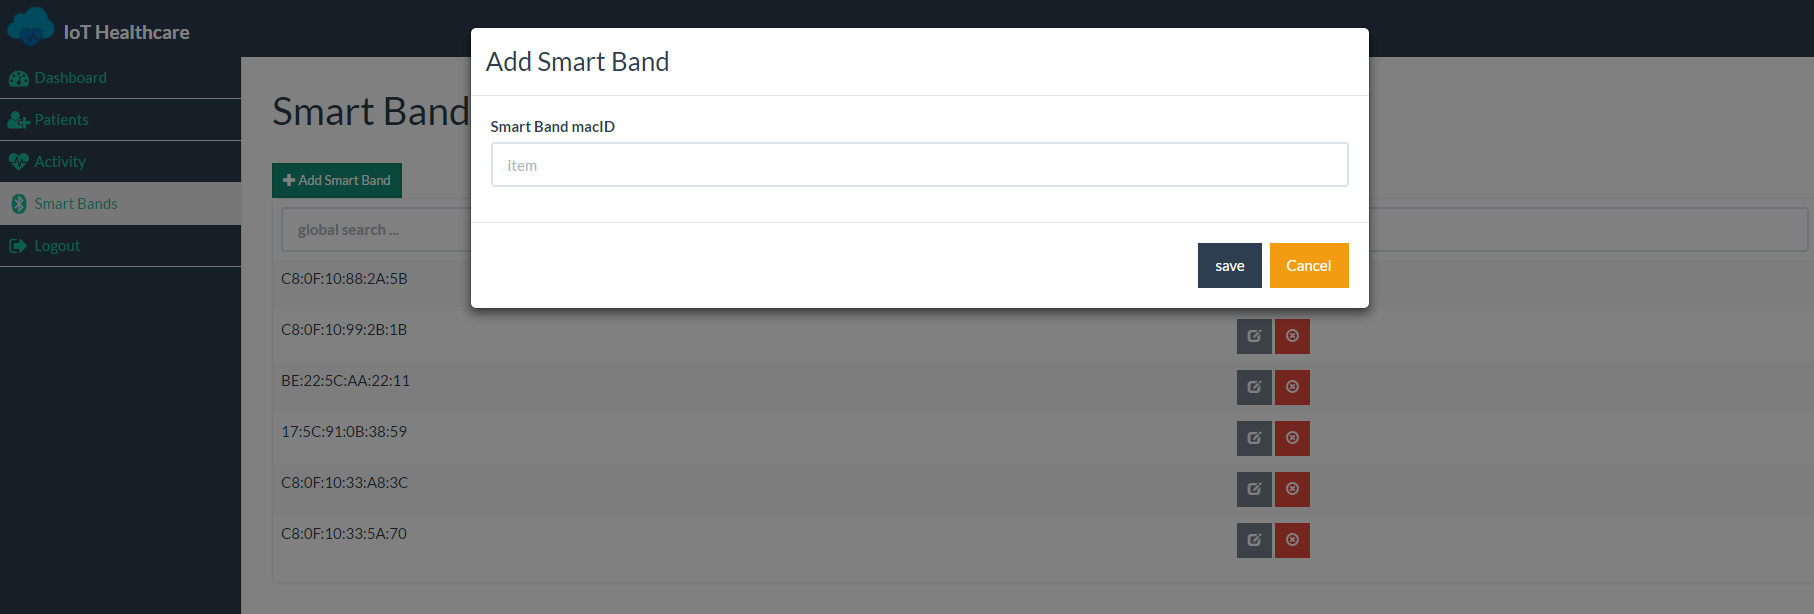 IoT Healthcare
Dashboard
Patients
Activity
Smart Bands
Logout
Smart Band
Add Smart Band
global search ...
C8:0F:10:88:2A:5B
C8:0F:10:99:2B:1B
BE:22:5C:AA:22:11
17:5C:91:0B:38:59
C8:0F:10:33:A8:3C
C8:0F:10:33:5A:70
Add Smart Band
Smart Band macID
item
save
Cancel